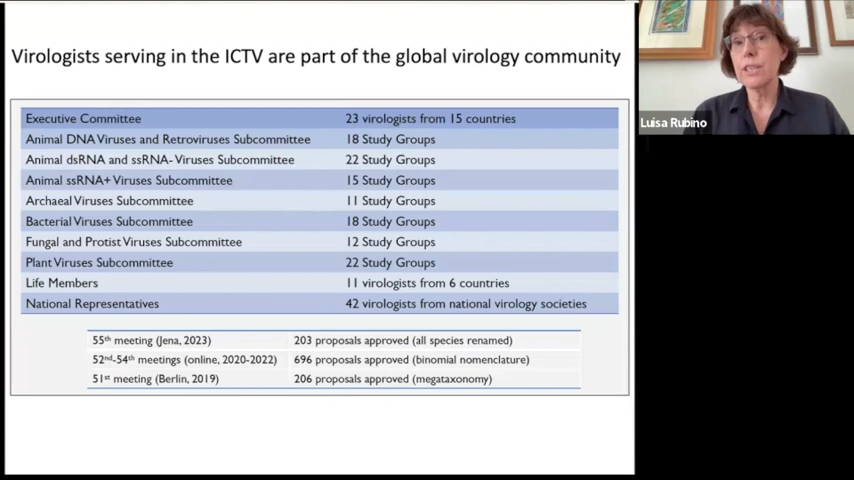 Virologists serving in the ICTV are part of the global virology community
Luisa Rubino
Executive Committee 23 virologists from 15 countries
Animal DNA Viruses and Retroviruses Subcommittee 18 Study Groups
Animal dsRNA and ssRNA- Viruses Subcommittee 22 Study Groups
Animal ssRNA+ Viruses Subcommittee 15 Study Groups
Archaeal Viruses Subcommittee 11 Study Groups
Bacterial Viruses Subcommittee 18 Study Groups
Fungal and Protist Viruses Subcommittee 12 Study Groups
Plant Viruses Subcommittee 22 Study Groups
Life Members 11 virologists from 6 countries
National Representatives 42 virologists from national virology societies
55th meeting (Jena, 2023) 203 proposals approved (all species renamed)
52nd-54th meetings (online, 2020-2022) 696 proposals approved (binomial nomenclature)
51st meeting (Berlin, 2019) 206 proposals approved (megataxonomy)